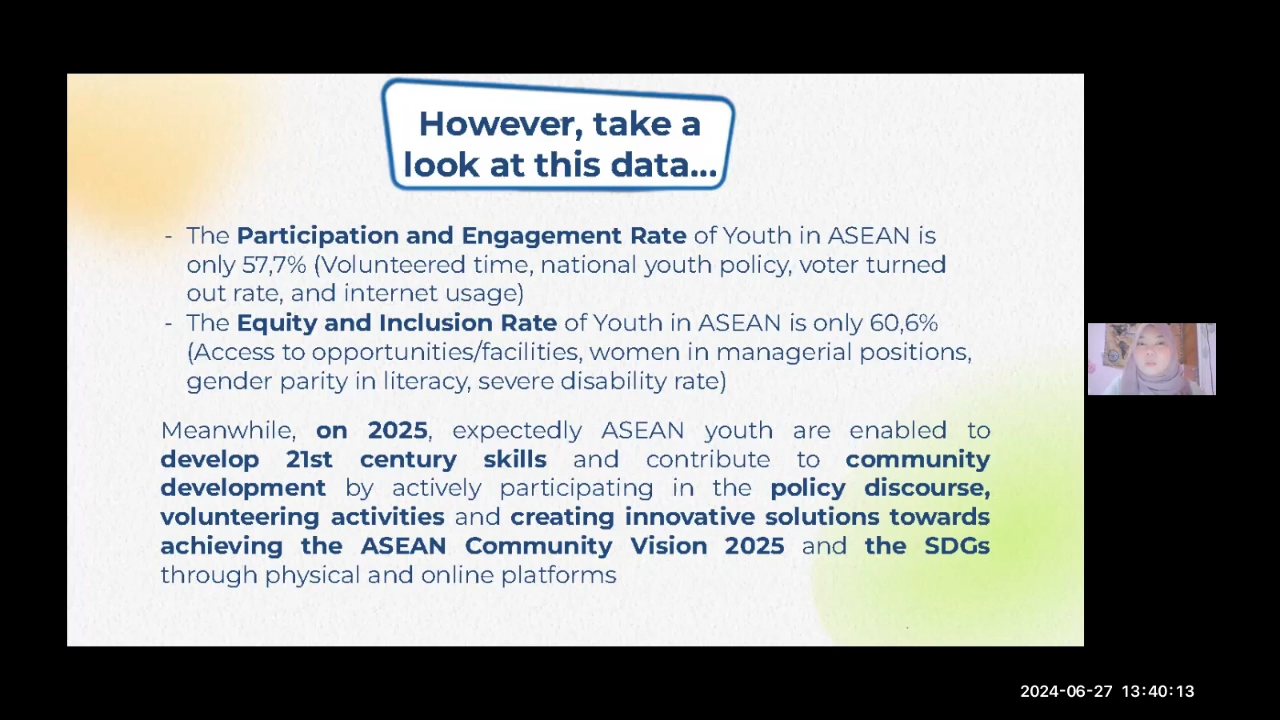 However, take a
look at this data...
- The Participation and Engagement Rate of Youth in ASEAN is
only 57,7% (Volunteered time, national youth policy, voter turned
out rate, and internet usage)
- The Equity and Inclusion Rate of Youth in ASEAN is only 60,6%
(Access to opportunities/facilities, women in managerial positions,
gender parity in literacy, severe disability rate)
Meanwhile, on 2025, expectedly ASEAN youth are enabled to
develop 21st century skills and contribute to community
development by actively participating in the policy discourse,
volunteering activities and creating innovative solutions towards
achieving the ASEAN Community Vision 2025 and the SDGs
through physical and online platforms
2024-06-27 13:40:13